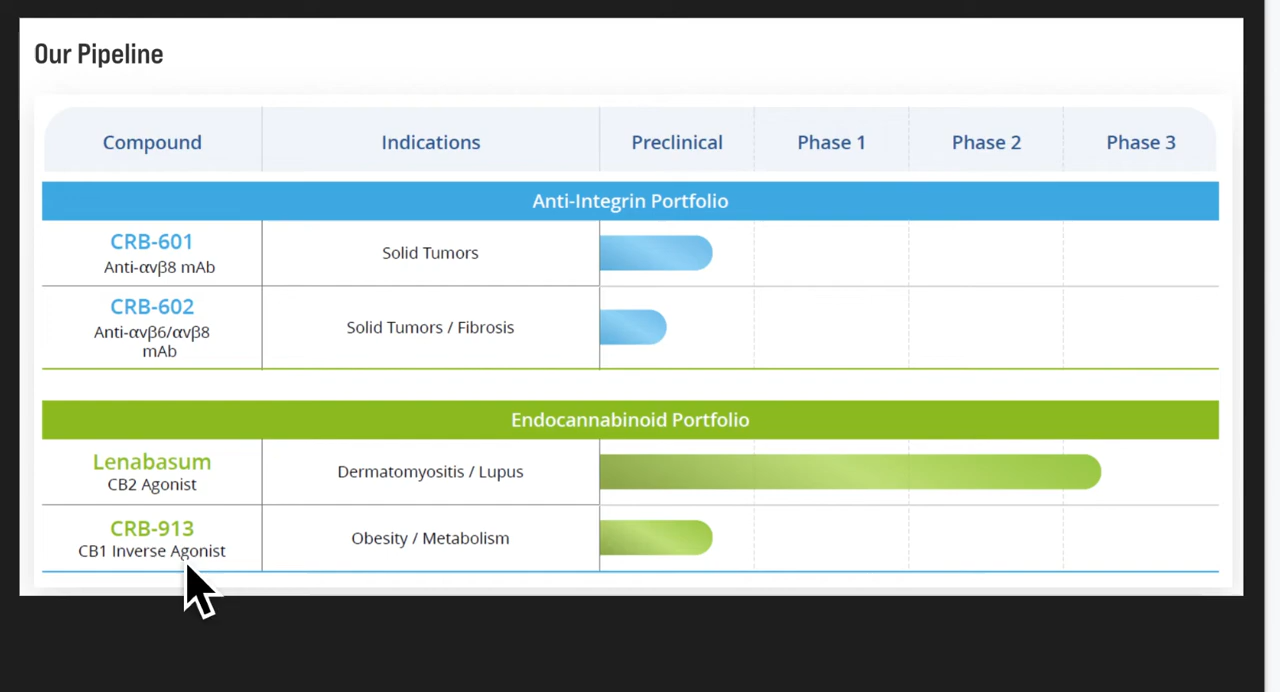 Our Pipeline
Compound Indications Preclinical Phase 1 Phase 2 Phase 3
Anti-Integrin Portfolio
CRB-601
Anti-αvβ8 mAb
Solid Tumors
CRB-602
Anti-αvβ6/αvβ8
mAb
Solid Tumors / Fibrosis
Endocannabinoid Portfolio
Lenabasum
CB2 Agonist
Dermatomyositis / Lupus
CRB-913
CB1 Inverse Agonist
Obesity / Metabolism